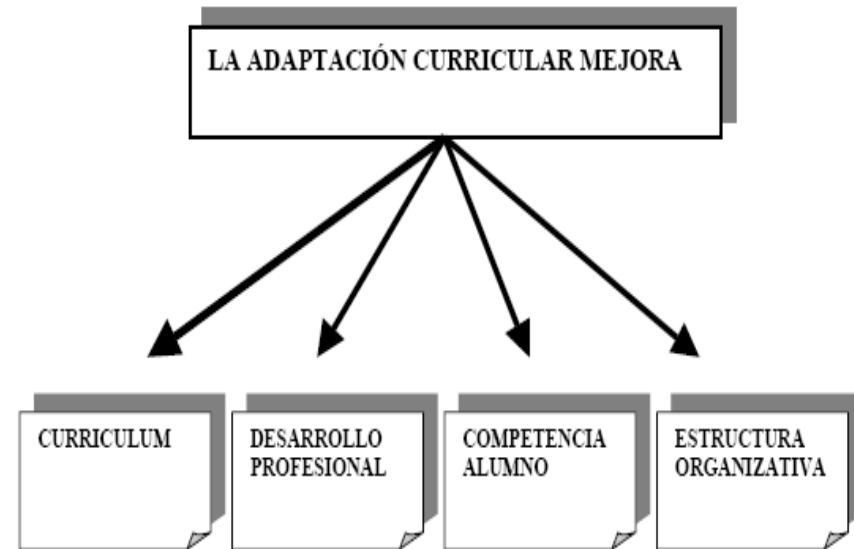 LA ADAPTACIÓN CURRICULAR MEJORA
CURRICULUM
DESARROLLO
PROFESIONAL
COMPETENCIA
ALUMNO
ESTRUCTURA
ORGANIZATIVA